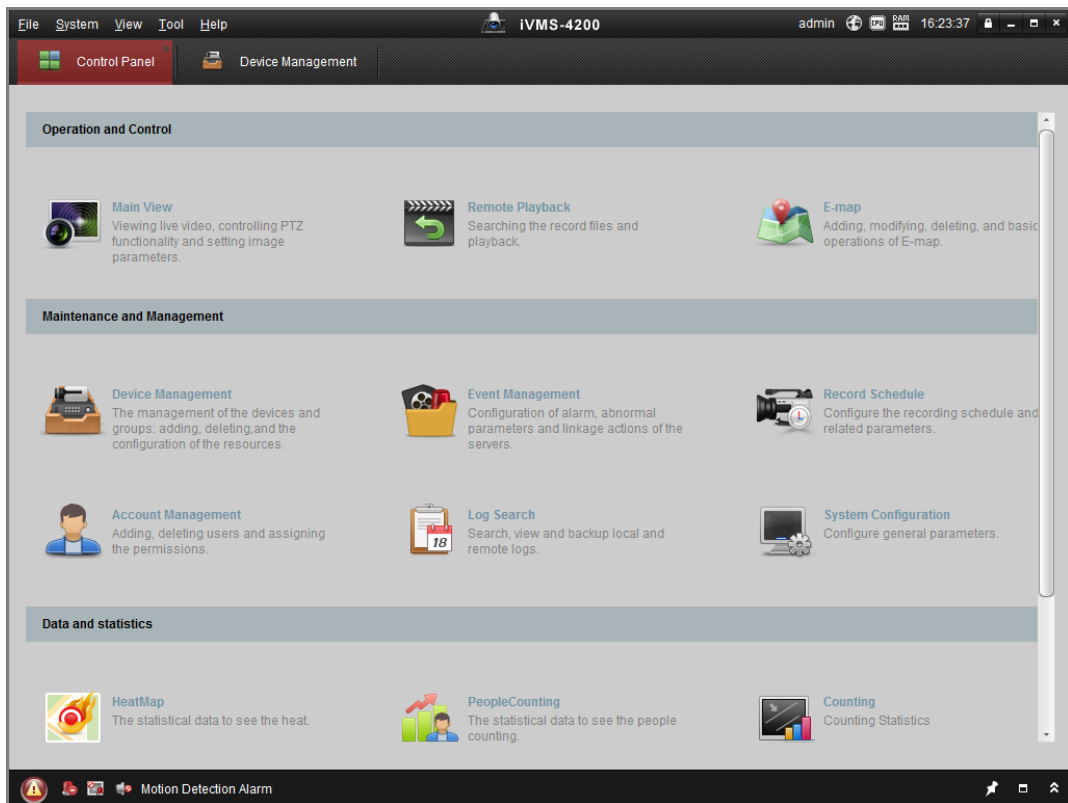 File System View Tool Help iVMS-4200 admin CPU RAM 16:23:37
Control Panel Device Management
Operation and Control
Main View
Viewing live video, controlling PTZ
functionality and setting image
parameters.
Remote Playback
Searching the record files and
playback.
E-map
Adding, modifying, deleting, and basic
operations of E-map.
Maintenance and Management
Device Management
The management of the devices and
groups: adding, deleting,and the
configuration of the resources.
Event Management
Configuration of alarm, abnormal
parameters and linkage actions of the
servers.
Record Schedule
Configure the recording schedule and
related parameters.
Account Management
Adding, deleting users and assigning
the permissions.
18
Log Search
Search, view and backup local and
remote logs.
System Configuration
Configure general parameters.
Data and statistics
HeatMap
The statistical data to see the heat.
PeopleCounting
The statistical data to see the people
counting.
Counting
Counting Statistics
Motion Detection Alarm